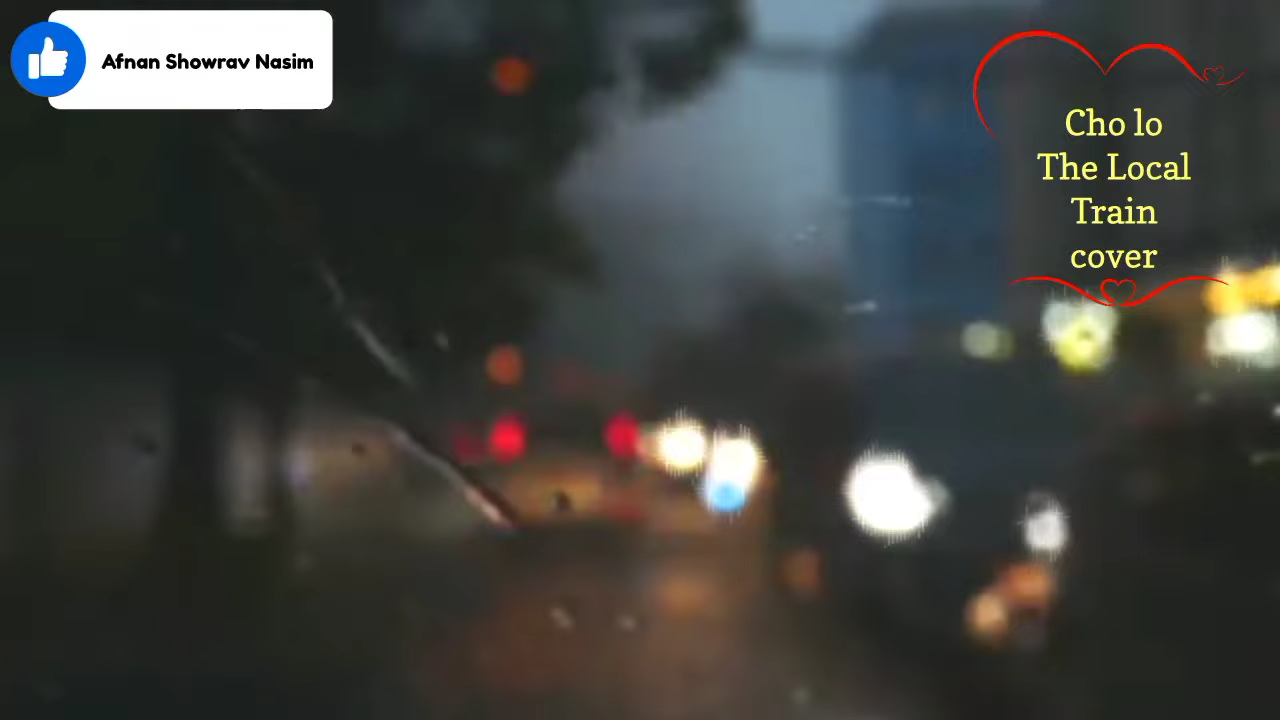 Afnan Showrav Nasim
Cho lo
The Local
Train
cover